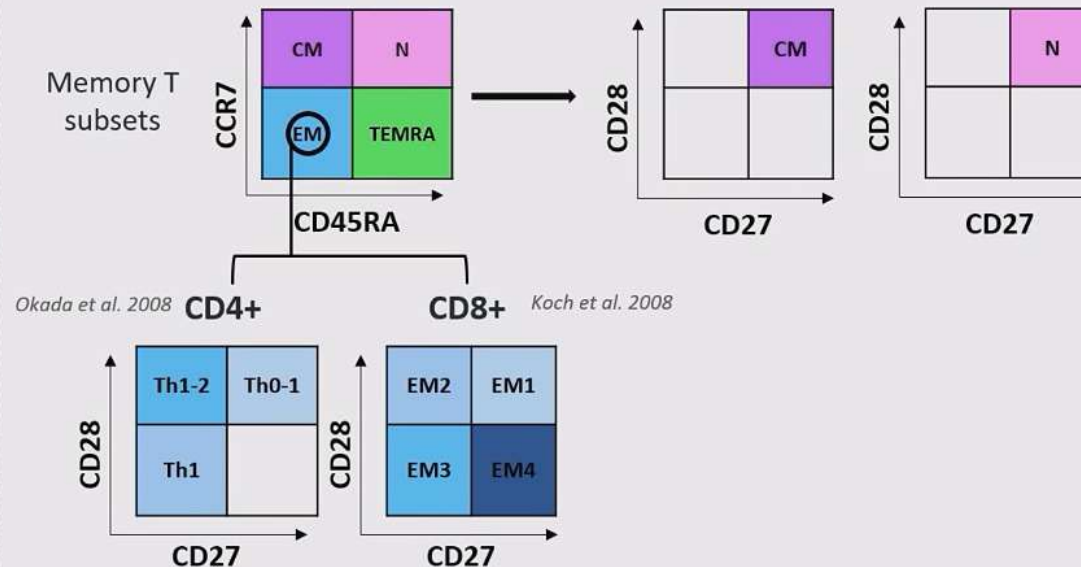 Memory T
subsets
CCR7
CM
N
EM
TEMRA
CD45RA
CD28
CM
CD27
CD28
N
CD27
Okada et al. 2008
CD4+
CD8+
Koch et al. 2008
CD28
Th1-2
Th0-1
Th1
CD27
CD28
EM2
EM1
EM3
EM4
CD27